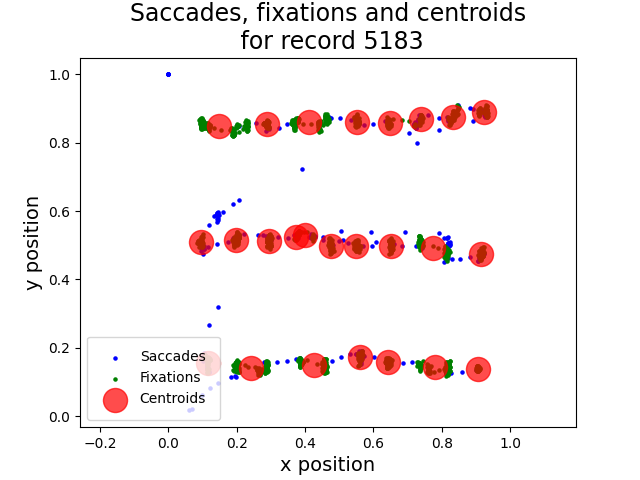 Saccades, fixations and centroids
for record 5183
y position
1.0
0.8
0.6
0.4
0.2
0.0
Saccades
Fixations
Centroids
−0.2 0.0 0.2 0.4 0.6 0.8 1.0
x position